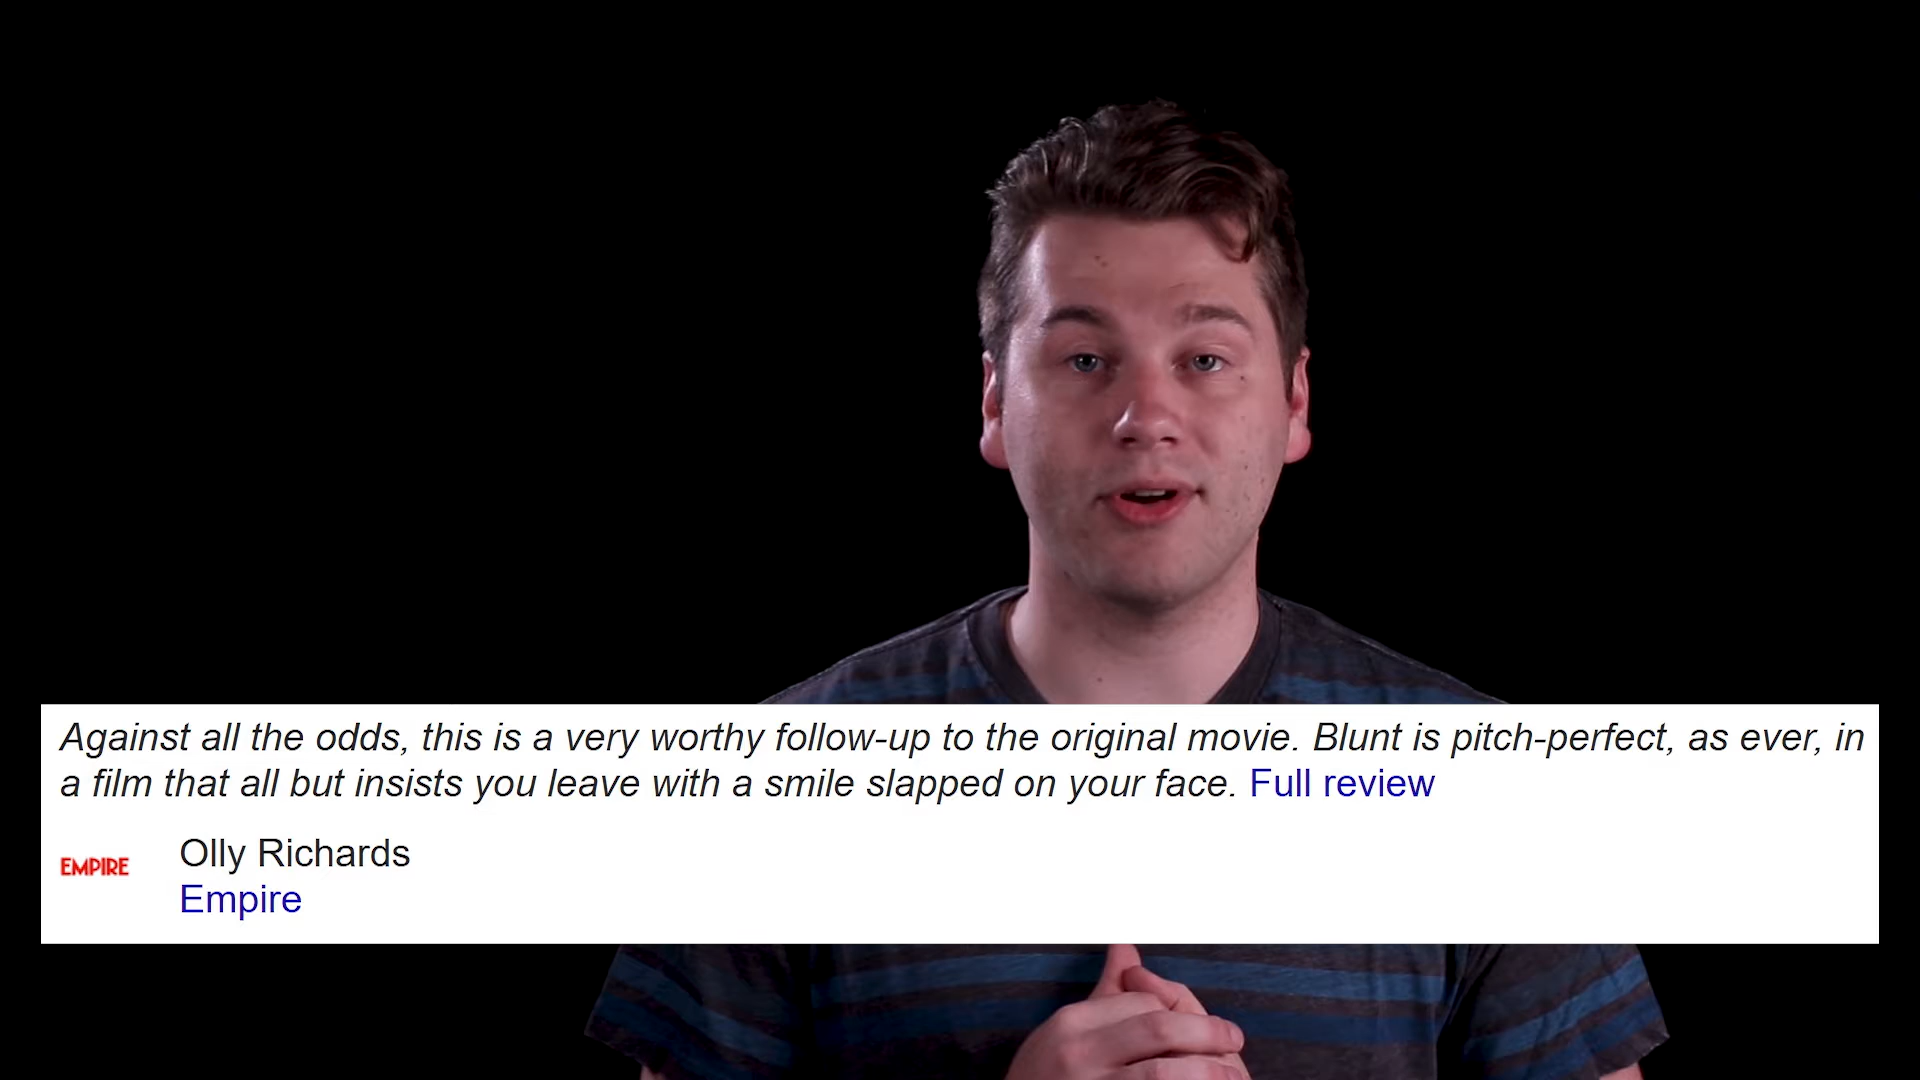 Against all the odds, this is a very worthy follow-up to the original movie. Blunt is pitch-perfect, as ever, in
a film that all but insists you leave with a smile slapped on your face. Full review
EMPIRE
Olly Richards
Empire